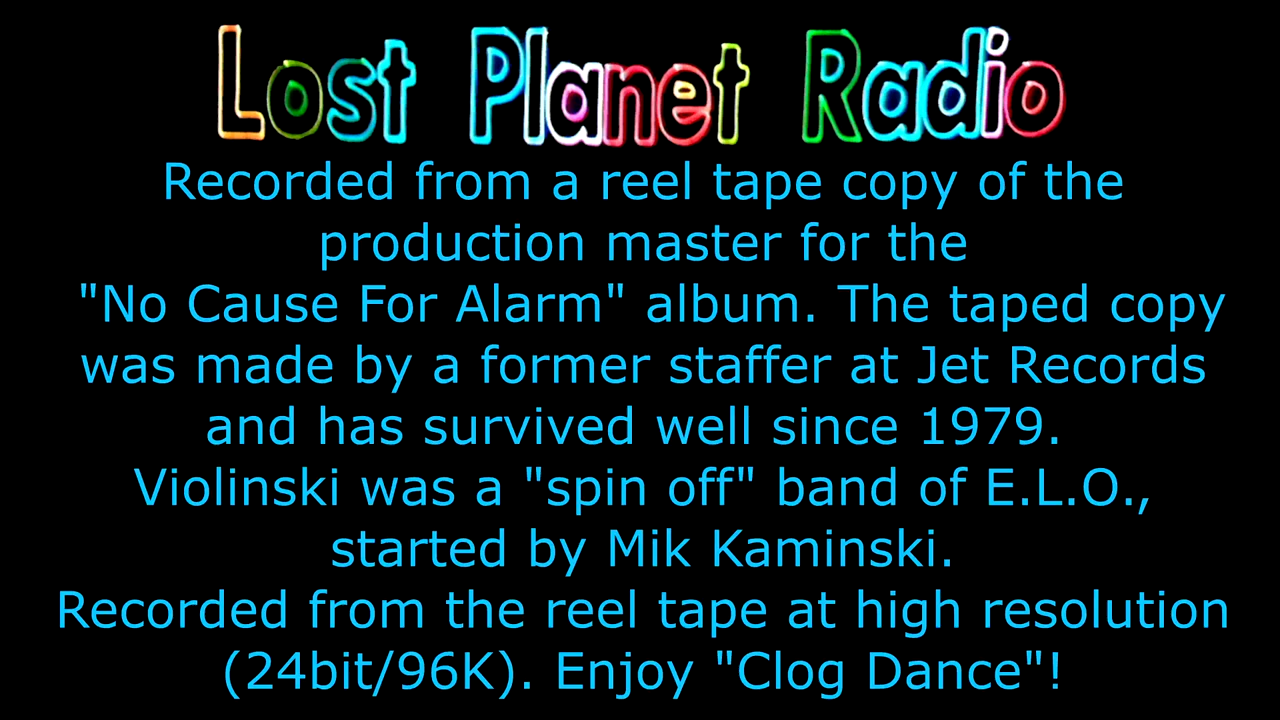 Lost Planet Radio
Recorded from a reel tape copy of the
production master for the
"No Cause For Alarm" album. The taped copy
was made by a former staffer at Jet Records
and has survived well since 1979.
Violinski was a "spin off" band of E.L.O.,
started by Mik Kaminski.
Recorded from the reel tape at high resolution
(24bit/96K). Enjoy "Clog Dance"!